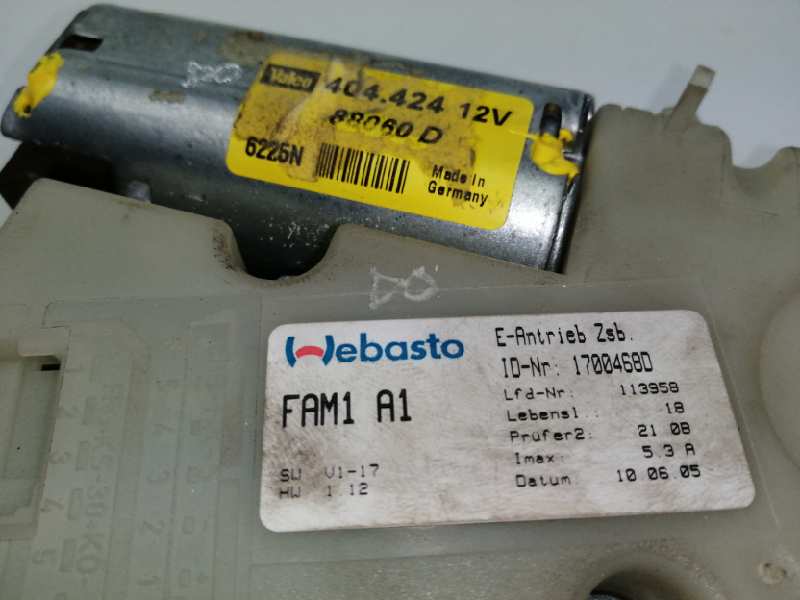 Valeo
404.424 12V
88060 D
6226N
Made in
Germany
Webasto
E-Antrieb Zsb.
ID-Nr: 1700468D
FAM1 A1
Lfd-Nr: 113958
Lebensl.: 18
Prüfer2: 21 08
Imax: 5.3 A
Datum: 10 06.05
SW V1-17
HW 1 12